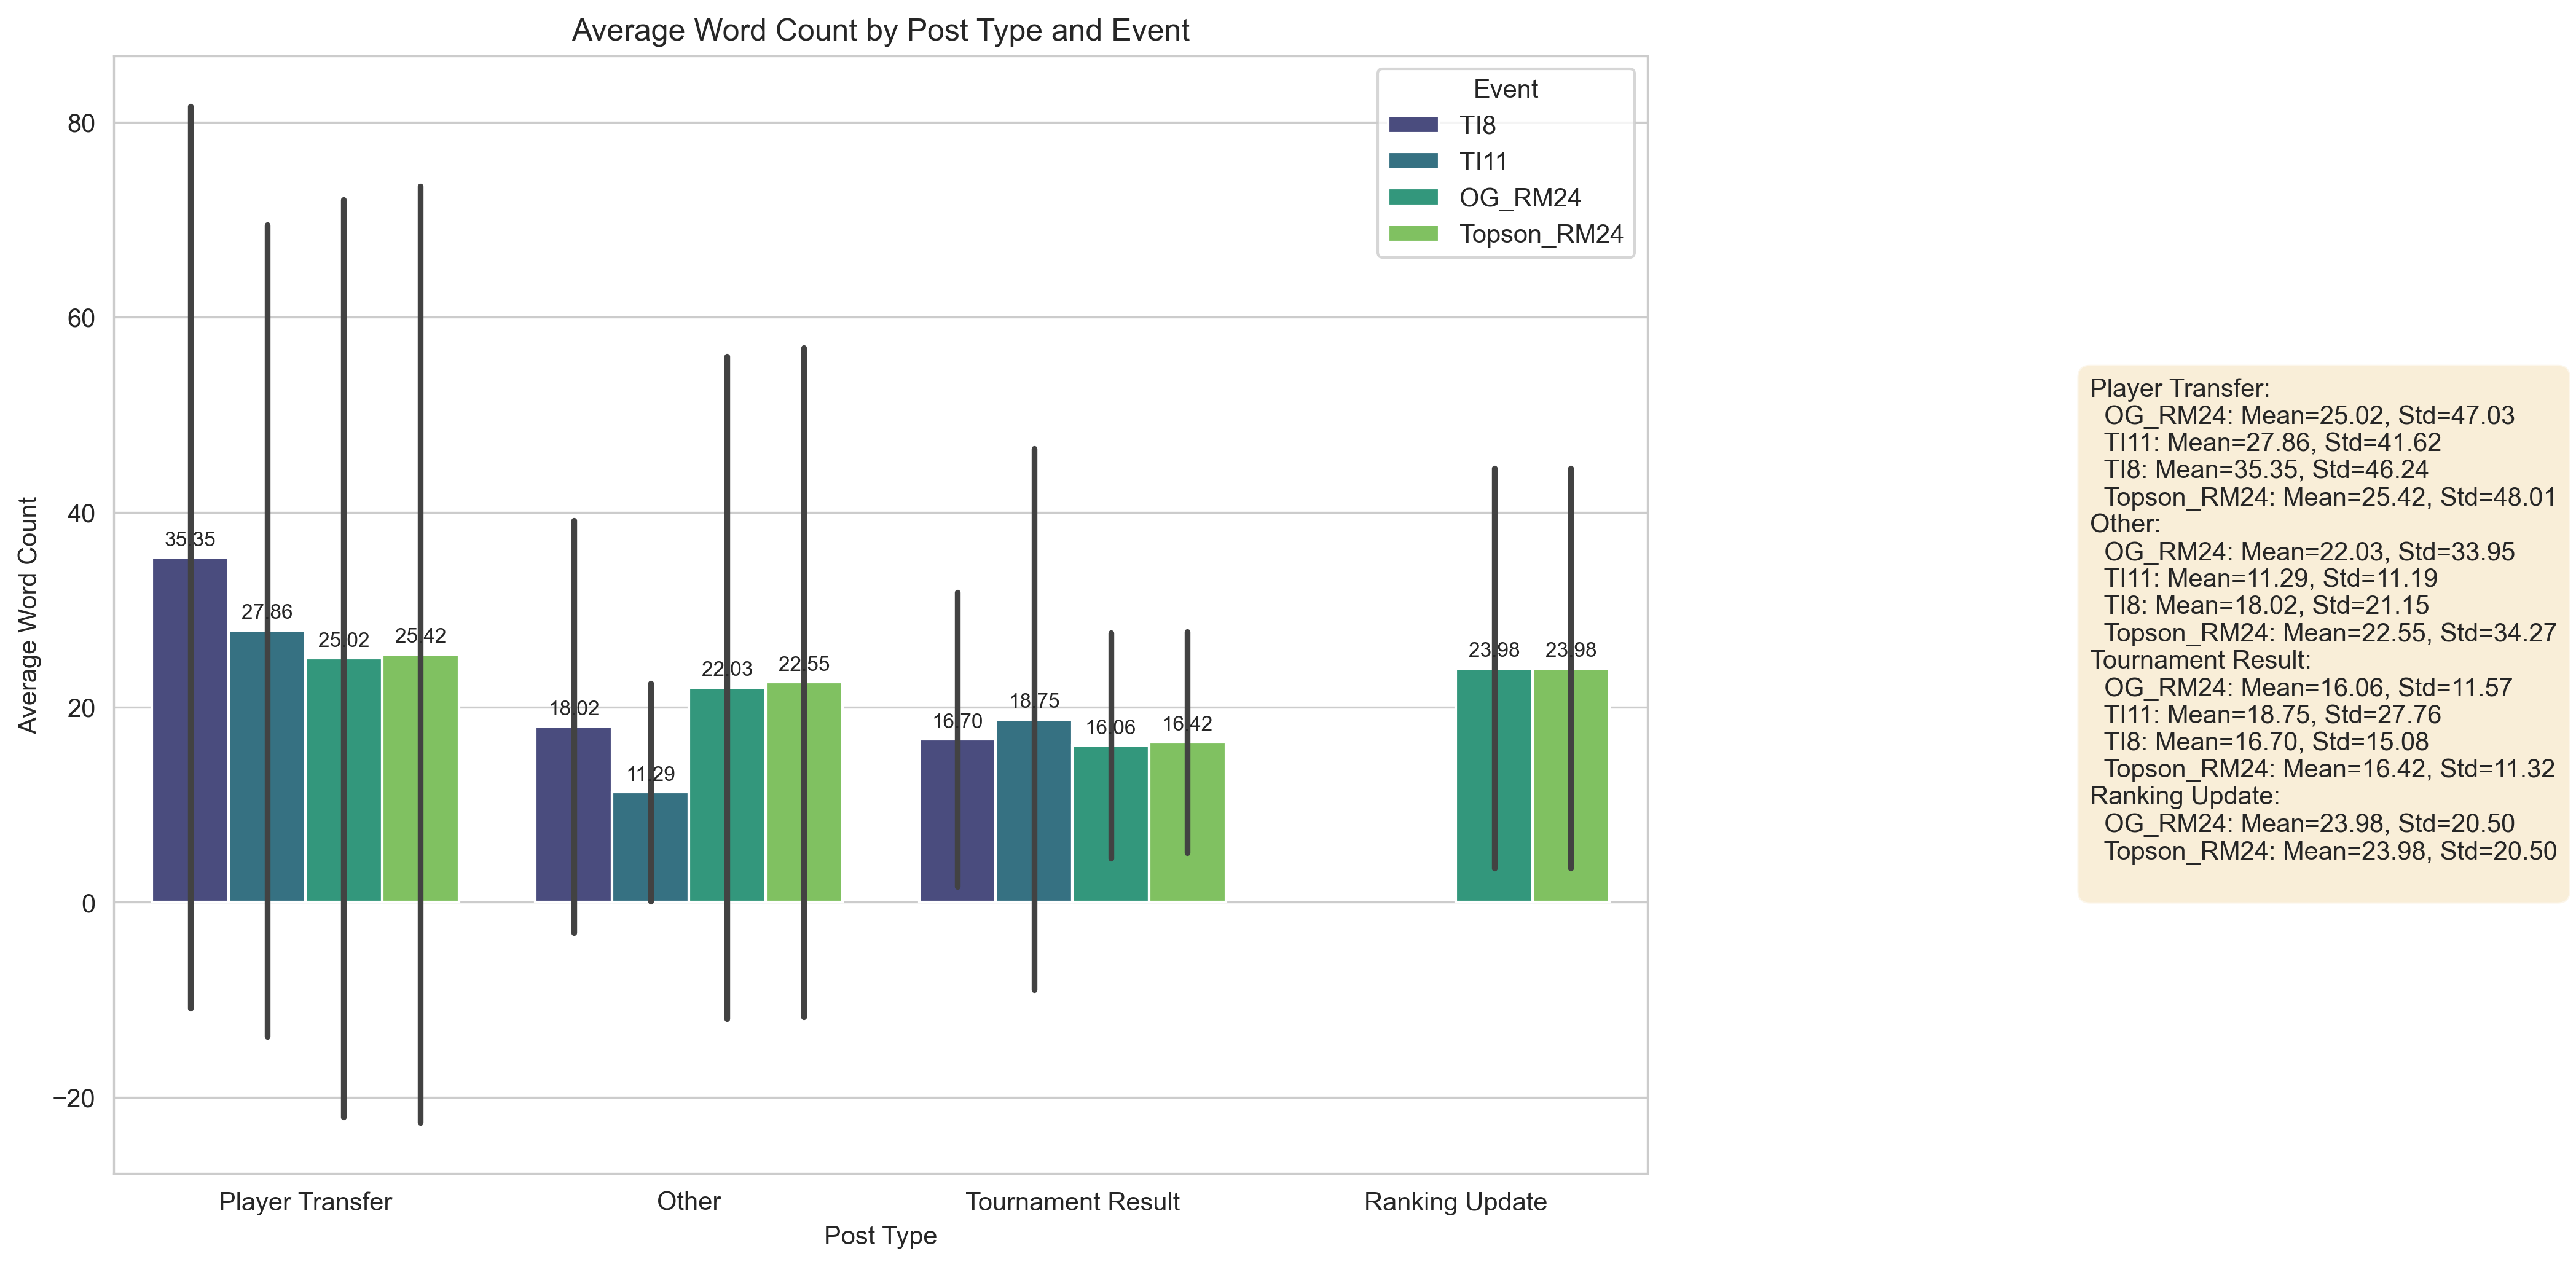 Average Word Count by Post Type and Event
Average Word Count
80
60
40
20
0
−20
35.35
27.86
25.02
25.42
18.02
11.29
22.03
22.55
16.70
18.75
16.06
16.42
23.98
23.98
Player Transfer
Other
Tournament Result
Ranking Update
Post Type
Event
TI8
TI11
OG_RM24
Topson_RM24
Player Transfer:
OG_RM24: Mean=25.02, Std=47.03
TI11: Mean=27.86, Std=41.62
TI8: Mean=35.35, Std=46.24
Topson_RM24: Mean=25.42, Std=48.01
Other:
OG_RM24: Mean=22.03, Std=33.95
TI11: Mean=11.29, Std=11.19
TI8: Mean=18.02, Std=21.15
Topson_RM24: Mean=22.55, Std=34.27
Tournament Result:
OG_RM24: Mean=16.06, Std=11.57
TI11: Mean=18.75, Std=27.76
TI8: Mean=16.70, Std=15.08
Topson_RM24: Mean=16.42, Std=11.32
Ranking Update:
OG_RM24: Mean=23.98, Std=20.50
Topson_RM24: Mean=23.98, Std=20.50